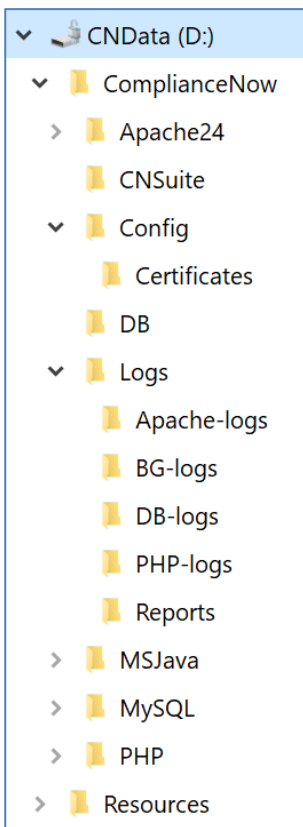 CNData (D:)
ComplianceNow
Apache24
CNSuite
Config
Certificates
DB
Logs
Apache-logs
BG-logs
DB-logs
PHP-logs
Reports
MSJava
MySQL
PHP
Resources